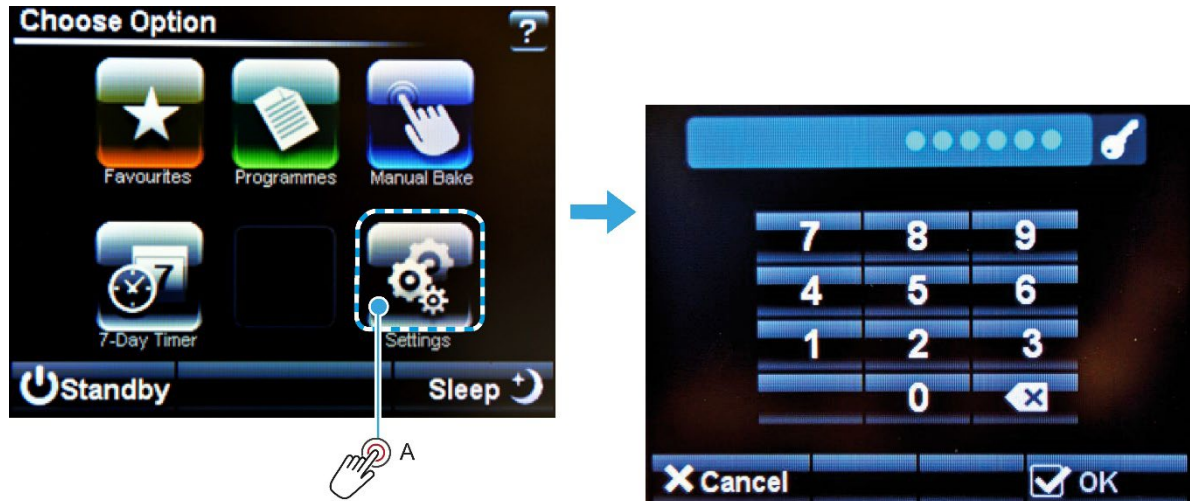 Choose Option
?
Favourites Programmes Manual Bake
7
7-Day Timer Settings
Standby Sleep
A
7 8 9
4 5 6
1 2 3
0
Cancel OK